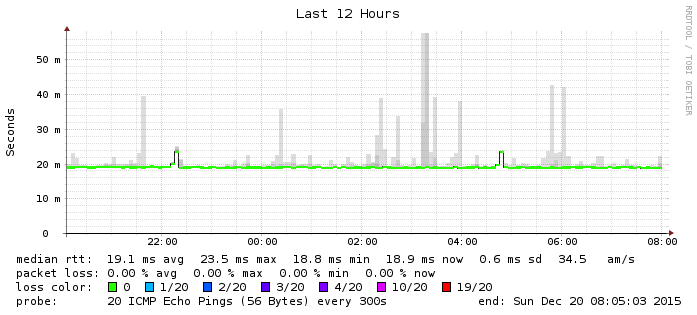 Last 12 Hours
RRDTOOL / TOBI OETIKER
Seconds
50 m
40 m
30 m
20 m
10 m
0
22:00 00:00 02:00 04:00 06:00 08:00
median rtt: 19.1 ms avg 23.5 ms max 18.8 ms min 18.9 ms now 0.6 ms sd 34.5 am/s
packet loss: 0.00 % avg 0.00 % max 0.00 % min 0.00 % now
loss color: 0 1/20 2/20 3/20 4/20 10/20 19/20
probe: 20 ICMP Echo Pings (56 Bytes) every 300s end: Sun Dec 20 08:05:03 2015